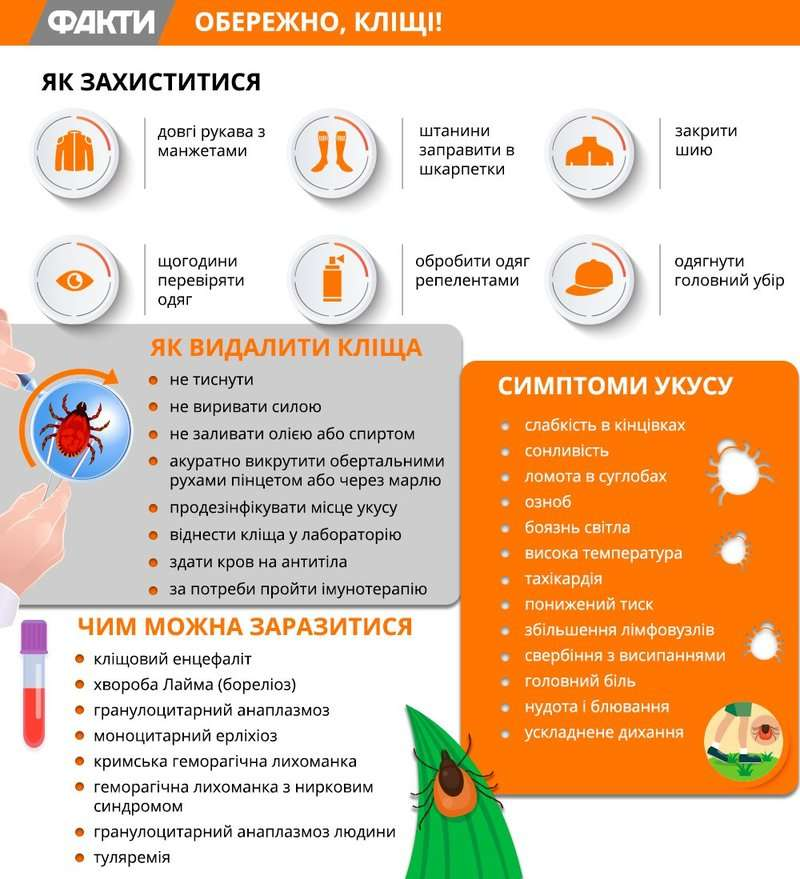 ФАКТИ
ОБЕРЕЖНО, КЛІЩІ!
ЯК ЗАХИСТИТИСЯ
довгі рукава з
манжетами
штанини
заправити в
шкарпетки
закрити
шию
щогодини
перевіряти
одяг
обробити одяг
репелентами
одягнути
головний убір
ЯК ВИДАЛИТИ КЛІЩА
не тиснути
не виривати силою
не заливати олією або спиртом
акуратно викрутити обертальними
рухами пінцетом або через марлю
продезінфікувати місце укусу
віднести кліща у лабораторію
здати кров на антитіла
за потреби пройти імунотерапію
СИМПТОМИ УКУСУ
слабкість в кінцівках
сонливість
ломота в суглобах
озноб
боязнь світла
висока температура
тахікардія
понижений тиск
збільшення лімфовузлів
свербіння з висипаннями
головний біль
нудота і блювання
ускладнене дихання
ЧИМ МОЖНА ЗАРАЗИТИСЯ
кліщовий енцефаліт
хвороба Лайма (бореліоз)
гранулоцитарний анаплазмоз
моноцитарний ерліхіоз
кримська геморагічна лихоманка
геморагічна лихоманка з нирковим
синдромом
гранулоцитарний анаплазмоз людини
туляремія